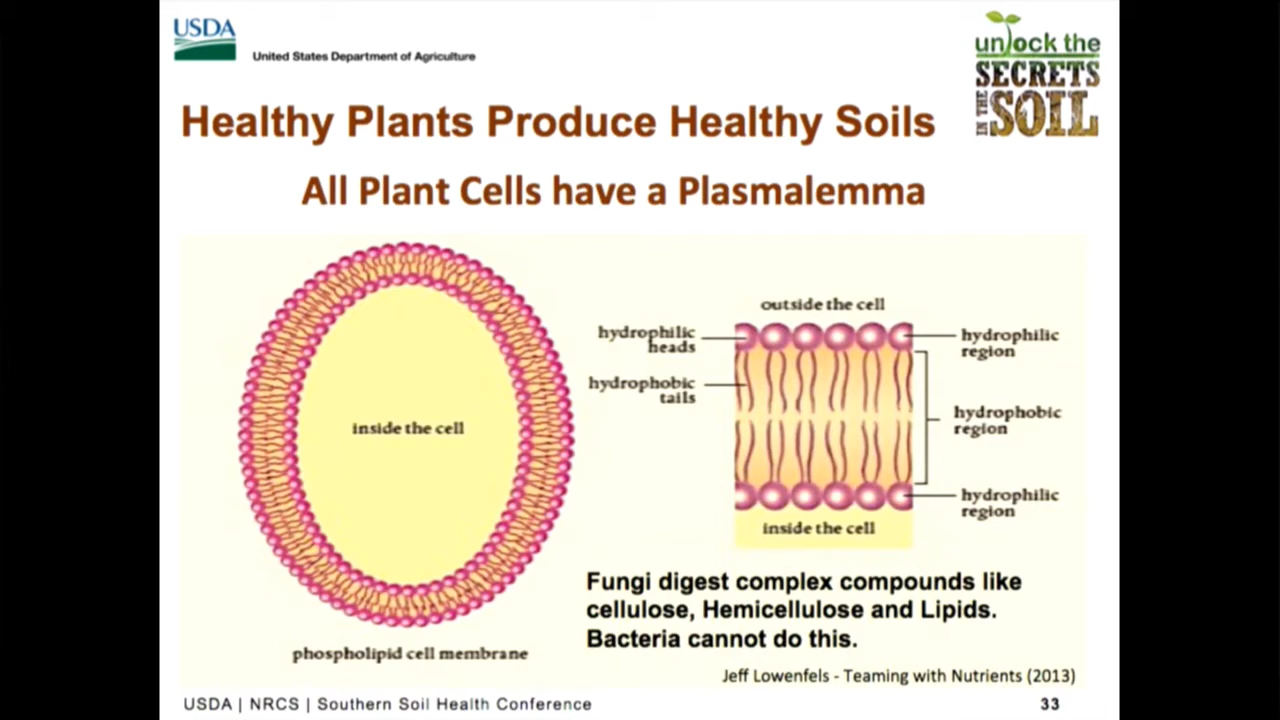 USDA
United States Department of Agriculture
unlock the
SECRETS
IN THE
SOIL
Healthy Plants Produce Healthy Soils
All Plant Cells have a Plasmalemma
inside the cell
phospholipid cell membrane
outside the cell
hydrophilic
heads
hydrophobic
tails
hydrophilic
region
hydrophobic
region
hydrophilic
region
inside the cell
Fungi digest complex compounds like
cellulose, Hemicellulose and Lipids.
Bacteria cannot do this.
Jeff Lowenfels - Teaming with Nutrients (2013)
USDA | NRCS | Southern Soil Health Conference
33